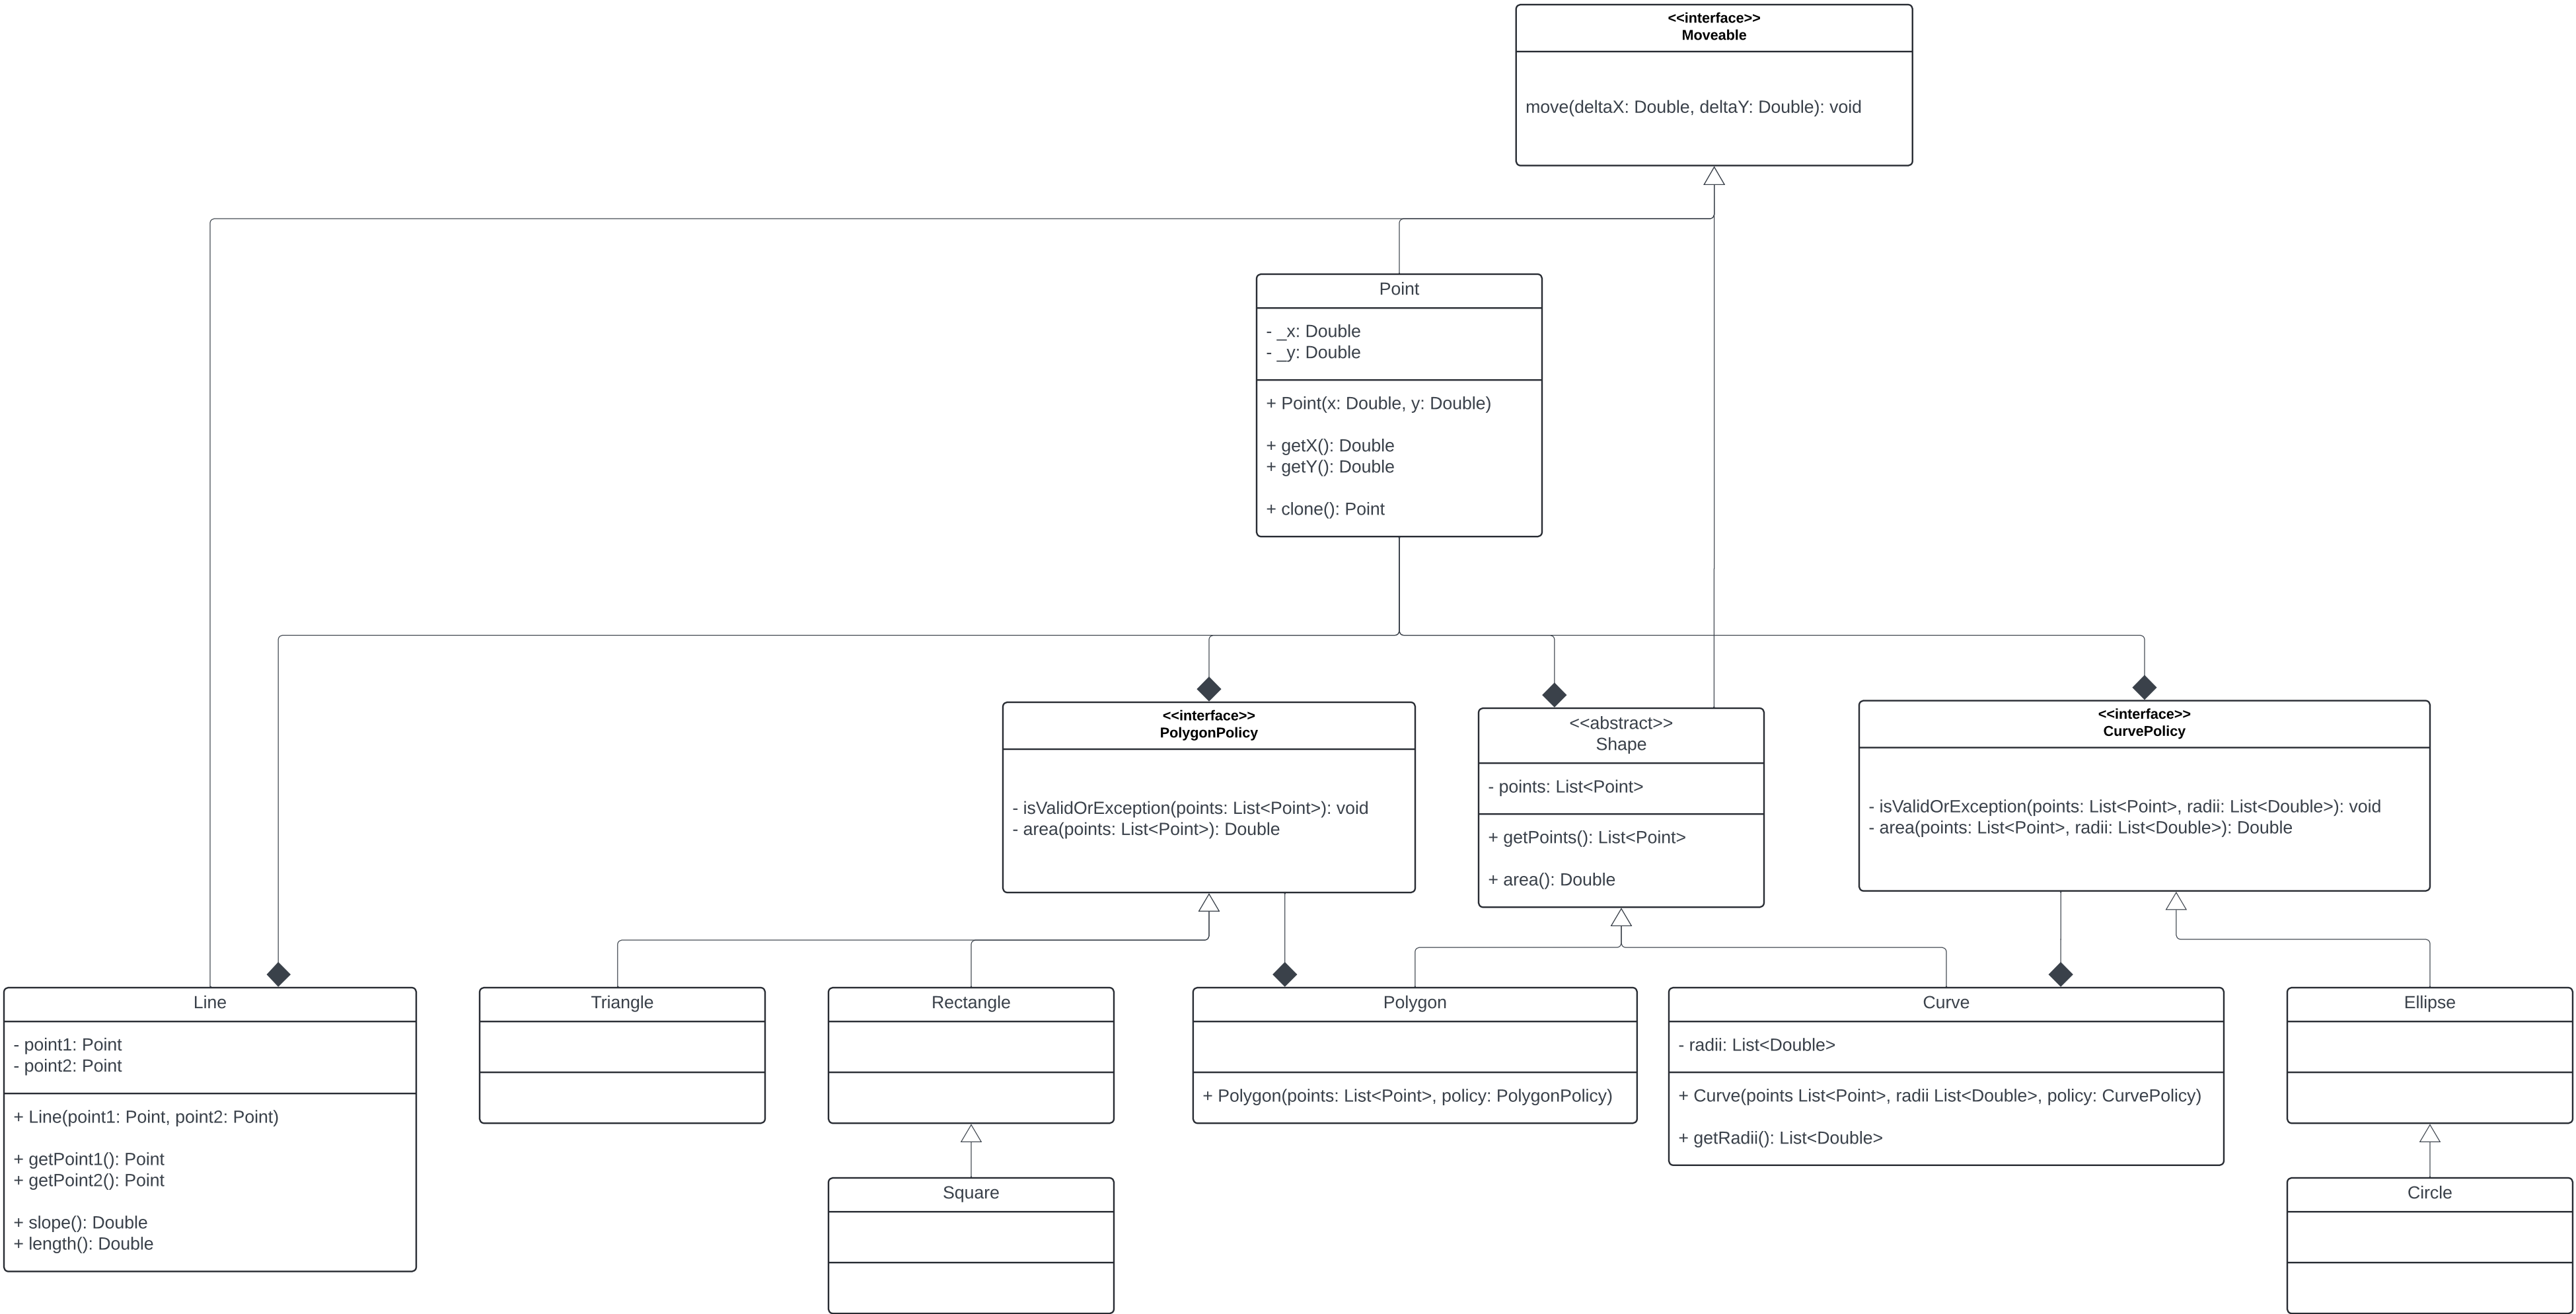 <<interface>>
Moveable
move(deltaX: Double, deltaY: Double): void
Point
- _x: Double
- _y: Double
+ Point(x: Double, y: Double)
+ getX(): Double
+ getY(): Double
+ clone(): Point
<<interface>>
PolygonPolicy
- isValidOrException(points: List<Point>): void
- area(points: List<Point>): Double
<<abstract>>
Shape
- points: List<Point>
+ getPoints(): List<Point>
+ area(): Double
<<interface>>
CurvePolicy
- isValidOrException(points: List<Point>, radii: List<Double>): void
- area(points: List<Point>, radii: List<Double>): Double
Line
- point1: Point
- point2: Point
+ Line(point1: Point, point2: Point)
+ getPoint1(): Point
+ getPoint2(): Point
+ slope(): Double
+ length(): Double
Triangle
Rectangle
Polygon
+ Polygon(points: List<Point>, policy: PolygonPolicy)
Curve
- radii: List<Double>
+ Curve(points List<Point>, radii List<Double>, policy: CurvePolicy)
+ getRadii(): List<Double>
Ellipse
Square
Circle